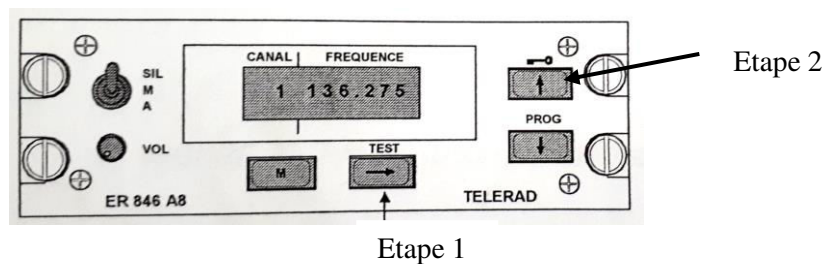 CANAL FREQUENCE
Etape 2
SIL
M
A
1 136.275
PROG
VOL
TEST
M
ER 846 A8
TELERAD
Etape 1